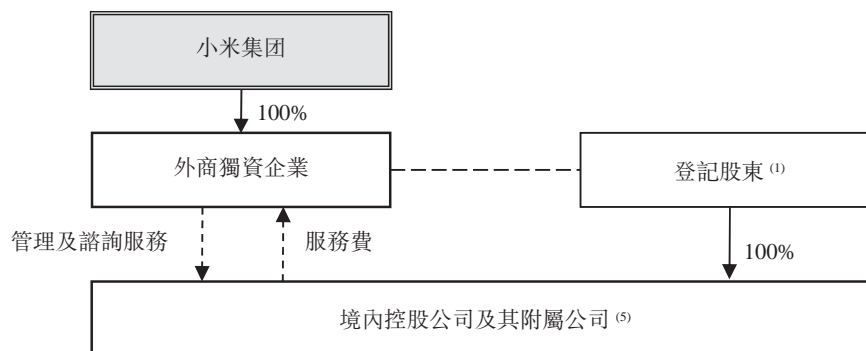 小米集团
100%
外商獨資企業
登記股東 (1)
管理及諮詢服務
服務費
100%
境內控股公司及其附屬公司 (5)